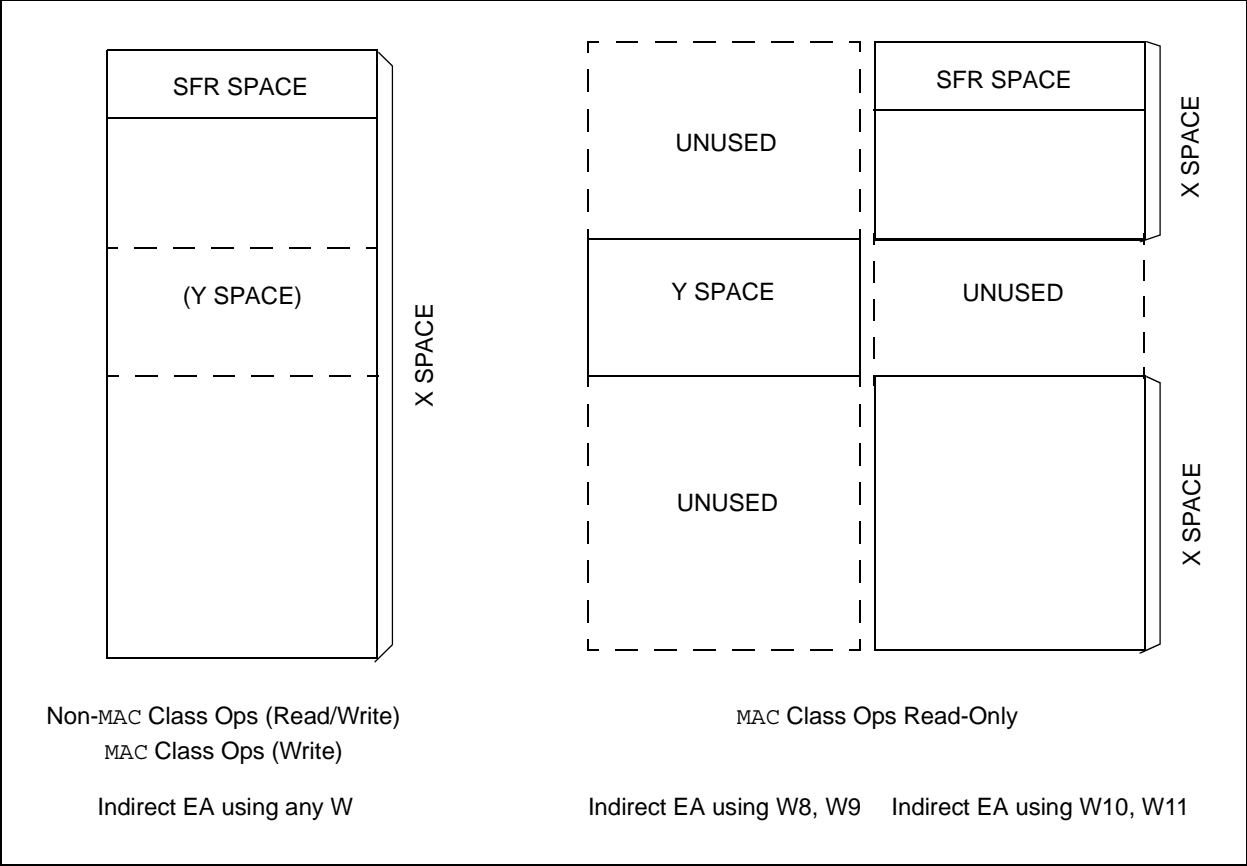 SFR SPACE
(Y SPACE)
X SPACE
Non-MAC Class Ops (Read/Write)
MAC Class Ops (Write)
Indirect EA using any W
UNUSED
Y SPACE
UNUSED
SFR SPACE
X SPACE
UNUSED
X SPACE
MAC Class Ops Read-Only
Indirect EA using W8, W9
Indirect EA using W10, W11